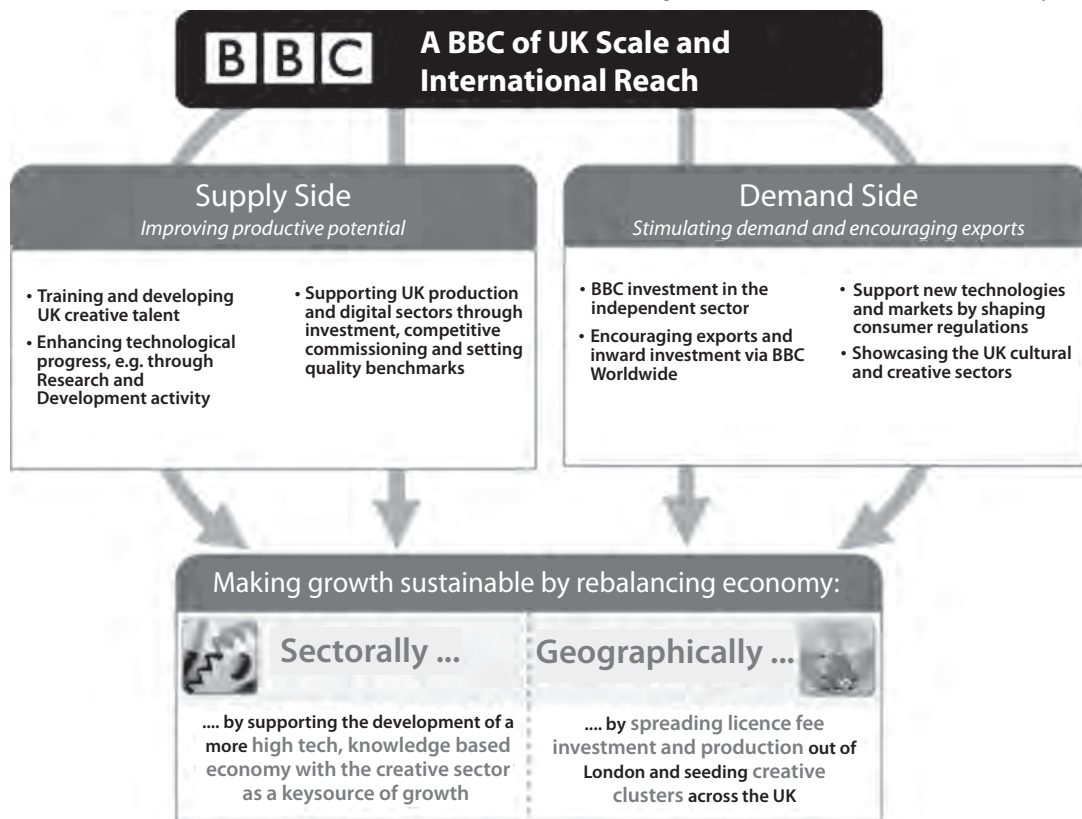 BBC
A BBC of UK Scale and
International Reach
Supply Side
Improving productive potential
• Training and developing
UK creative talent
• Enhancing technological
progress, e.g. through
Research and
Development activity
• Supporting UK production
and digital sectors through
investment, competitive
commissioning and setting
quality benchmarks
Demand Side
Stimulating demand and encouraging exports
• BBC investment in the
independent sector
• Encouraging exports and
inward investment via BBC
Worldwide
• Support new technologies
and markets by shaping
consumer regulations
• Showcasing the UK cultural
and creative sectors
Making growth sustainable by rebalancing economy:
Sectorally ...
.... by supporting the development of a
more high tech, knowledge based
economy with the creative sector
as a keysource of growth
Geographically ...
.... by spreading licence fee
investment and production out of
London and seeding creative
clusters across the UK